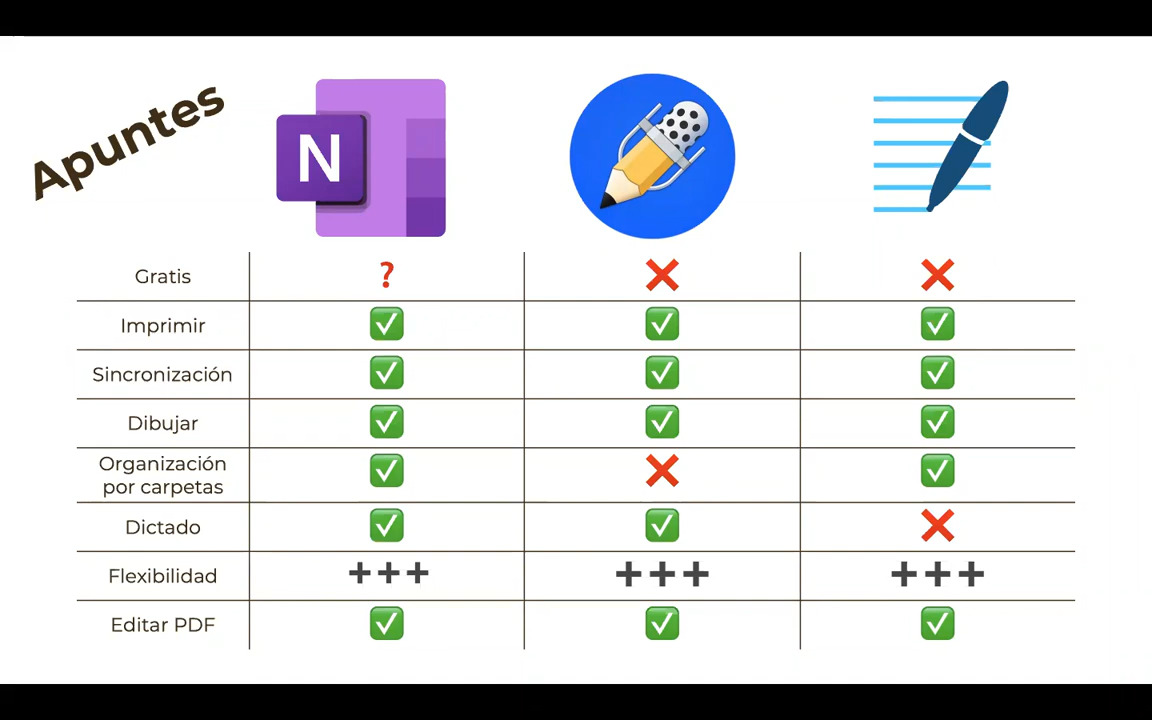 Apuntes
N
Gratis ? ❌ ❌
Imprimir ✅ ✅ ✅
Sincronización ✅ ✅ ✅
Dibujar ✅ ✅ ✅
Organización
por carpetas ✅ ❌ ✅
Dictado ✅ ✅ ❌
Flexibilidad +++ +++ +++
Editar PDF ✅ ✅ ✅